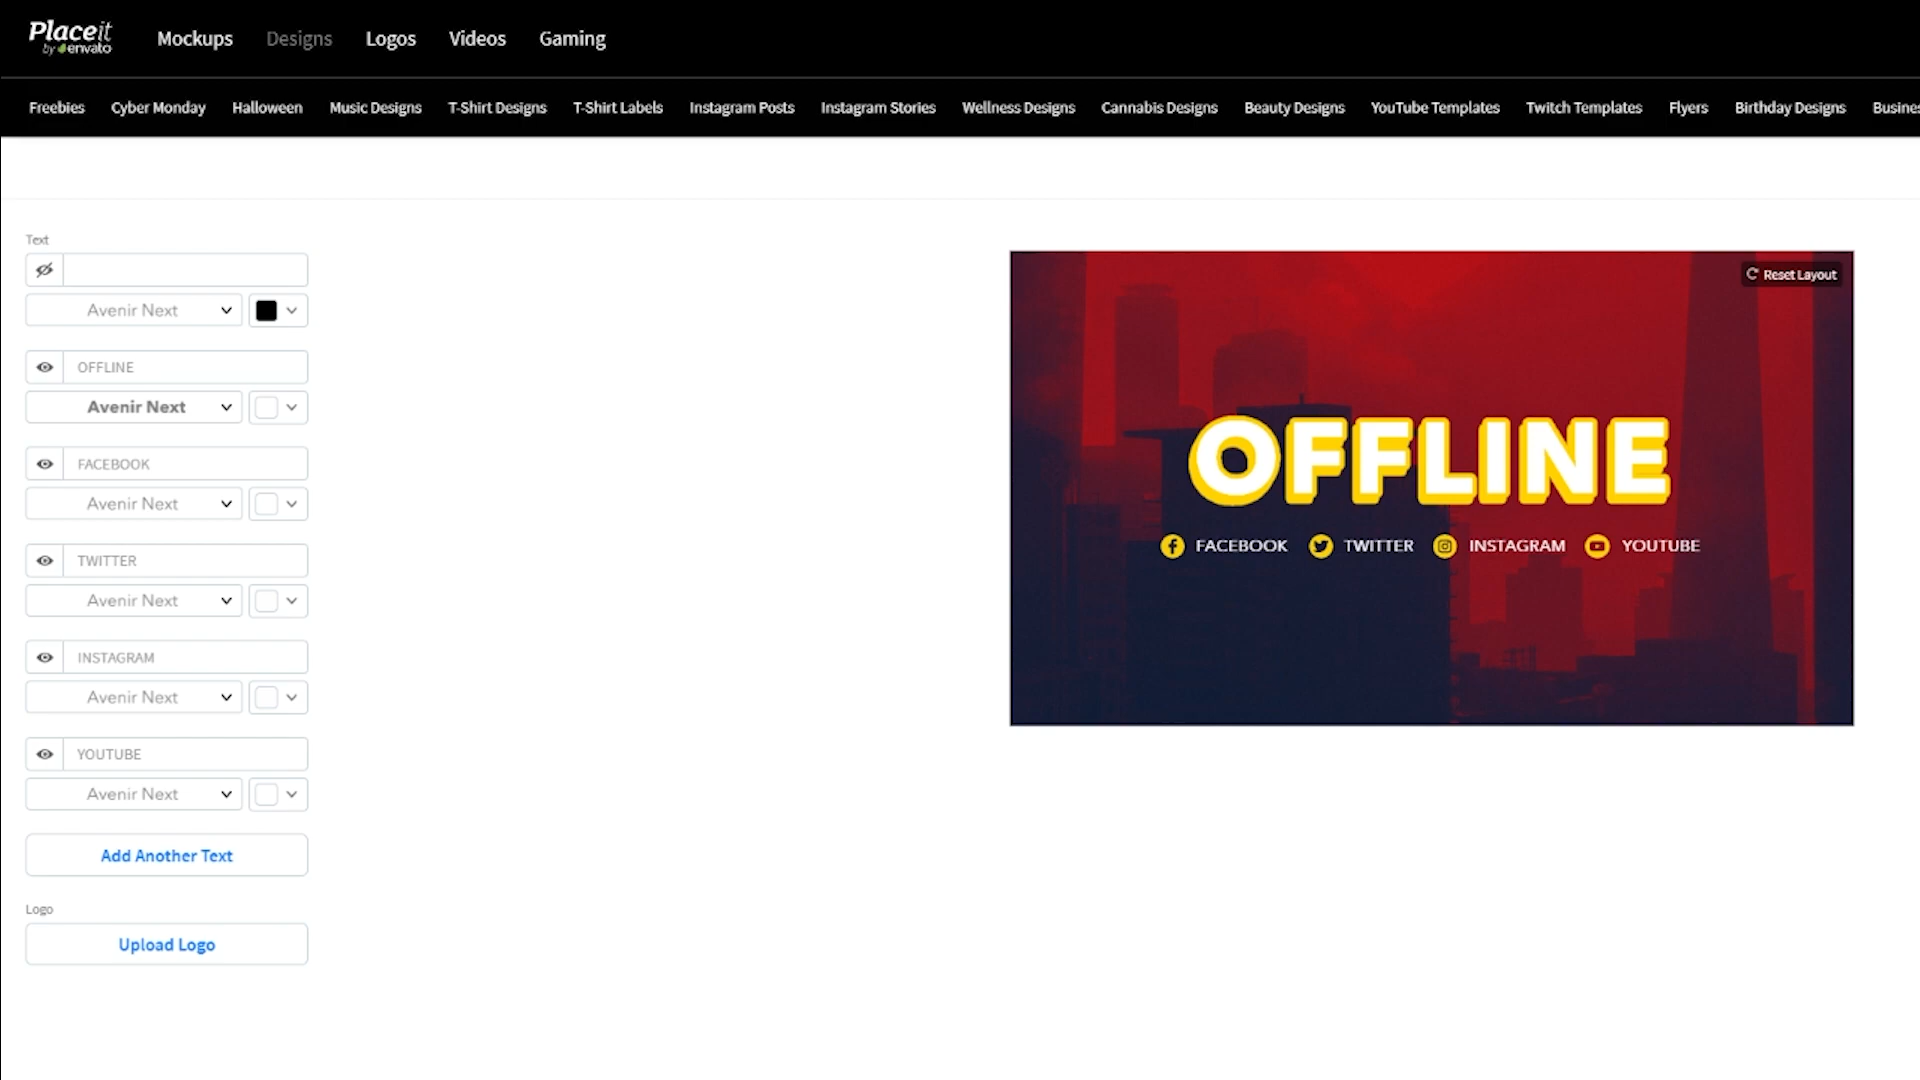 Placeit
by envato
Mockups Designs Logos Videos Gaming
Freebies Cyber Monday Halloween Music Designs T-Shirt Designs T-Shirt Labels Instagram Posts Instagram Stories Wellness Designs Cannabis Designs Beauty Designs YouTube Templates Twitch Templates Flyers Birthday Designs Busines
Text
Avenir Next
OFFLINE
Avenir Next
FACEBOOK
Avenir Next
TWITTER
Avenir Next
INSTAGRAM
Avenir Next
YOUTUBE
Avenir Next
Add Another Text
Logo
Upload Logo
Reset Layout
OFFLINE
FACEBOOK TWITTER INSTAGRAM YOUTUBE